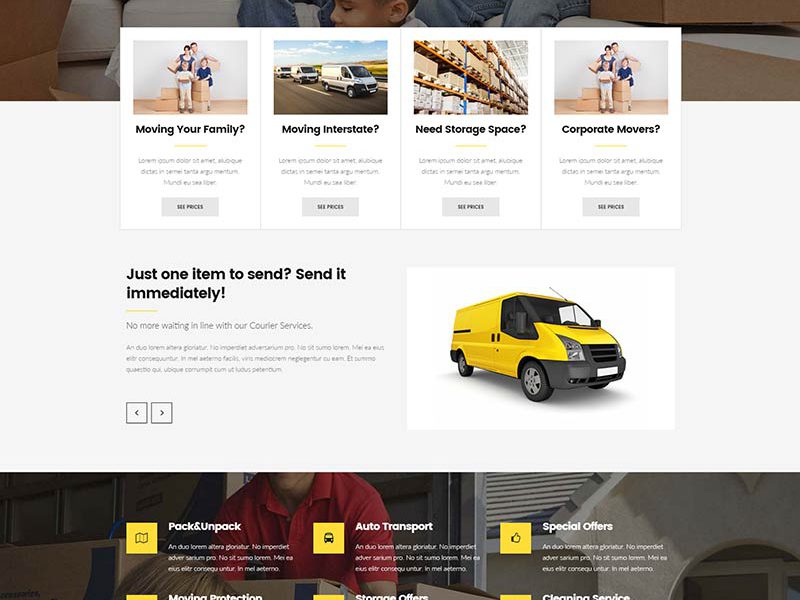 Moving Your Family?
Lorem ipsum dolor sit amet, alubique
dictas in semei tanta argu mentum.
Mundi eu sea liber.
SEE PRICES
Moving Interstate?
Lorem ipsum dolor sit amet, alubique
dictas in semei tanta argu mentum.
Mundi eu sea liber.
SEE PRICES
Need Storage Space?
Lorem ipsum dolor sit amet, alubique
dictas in semei tanta argu mentum.
Mundi eu sea liber.
SEE PRICES
Corporate Movers?
Lorem ipsum dolor sit amet, alubique
dictas in semei tanta argu mentum.
Mundi eu sea liber.
SEE PRICES
Just one item to send? Send it
immediately!
No more waiting in line with our Courier Services.
An duo lorem altera gloriatur. No imperdiet adversarium pro. No sit sumo lorem. Mei ea eius
elitr consequuntur. In mel aeterno facilis, viris mediocrem neglegentur cu eam. Et summo
quaestio qui, ubique corrumpit cum ut ludus petentium.
Pack&Unpack
An duo lorem altera gloriatur. No imperdiet
adver sarium pro. No sit sumo lorem. Mei ea
eius elitr consequ untur. In mel aeterno.
Auto Transport
An duo lorem altera gloriatur. No imperdiet
adver sarium pro. No sit sumo lorem. Mei ea
eius elitr consequ untur. In mel aeterno.
Special Offers
An duo lorem altera gloriatur. No imperdiet
adver sarium pro. No sit sumo lorem. Mei ea
eius elitr consequ untur. In mel aeterno.
Moving Protection
Storage Offers
Cleaning Service